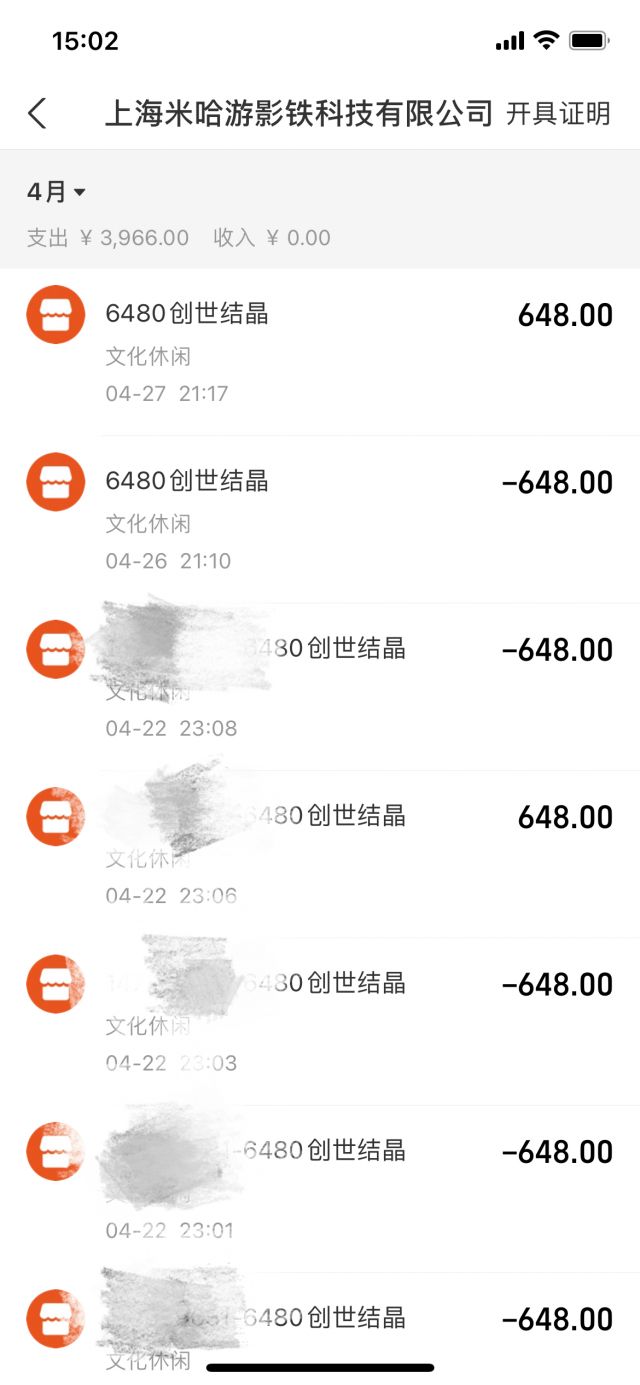 15:02
上海米哈游影铁科技有限公司 开具证明
4月
支出 ¥ 3,966.00 收入 ¥ 0.00
6480创世结晶 648.00
文化休闲
04-27 21:17
6480创世结晶 -648.00
文化休闲
04-26 21:10
480创世结晶 -648.00
文化休闲
04-22 23:08
6480创世结晶 648.00
文化休闲
04-22 23:06
6480创世结晶 -648.00
文化休闲
04-22 23:03
-6480创世结晶 -648.00
04-22 23:01
-6480创世结晶 -648.00
文化休闲